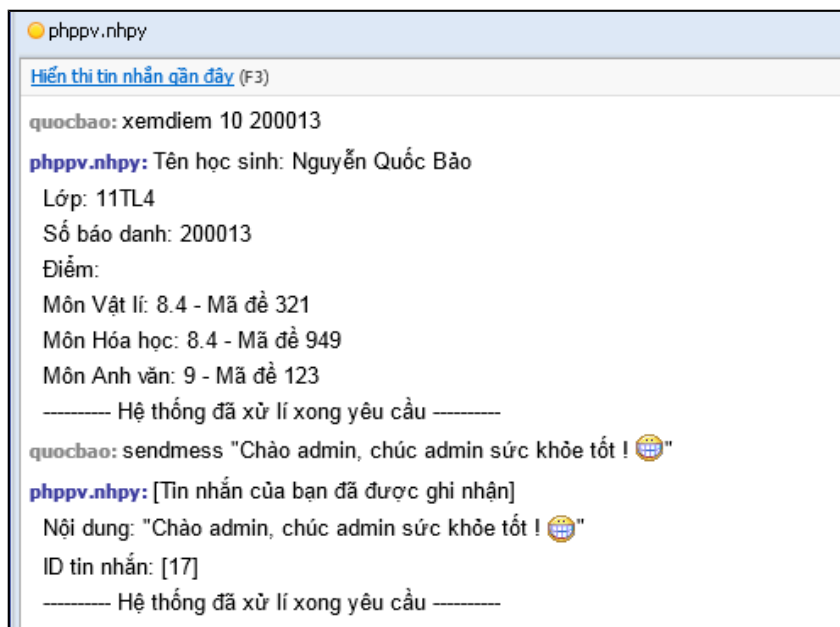 phppv.nhpy
Hiển thi tin nhắn gần đây (F3)
quocbao: xemdiem 10 200013
phppv.nhpy: Tên học sinh: Nguyễn Quốc Bảo
Lớp: 11TL4
Số báo danh: 200013
Điểm:
Môn Vật lí: 8.4 - Mã đề 321
Môn Hóa học: 8.4 - Mã đề 949
Môn Anh văn: 9 - Mã đề 123
---------- Hệ thống đã xử lí xong yêu cầu ----------
quocbao: sendmess "Chào admin, chúc admin sức khỏe tốt ! "
phppv.nhpy: [Tin nhắn của bạn đã được ghi nhận]
Nội dung: "Chào admin, chúc admin sức khỏe tốt ! "
ID tin nhắn: [17]
---------- Hệ thống đã xử lí xong yêu cầu ----------